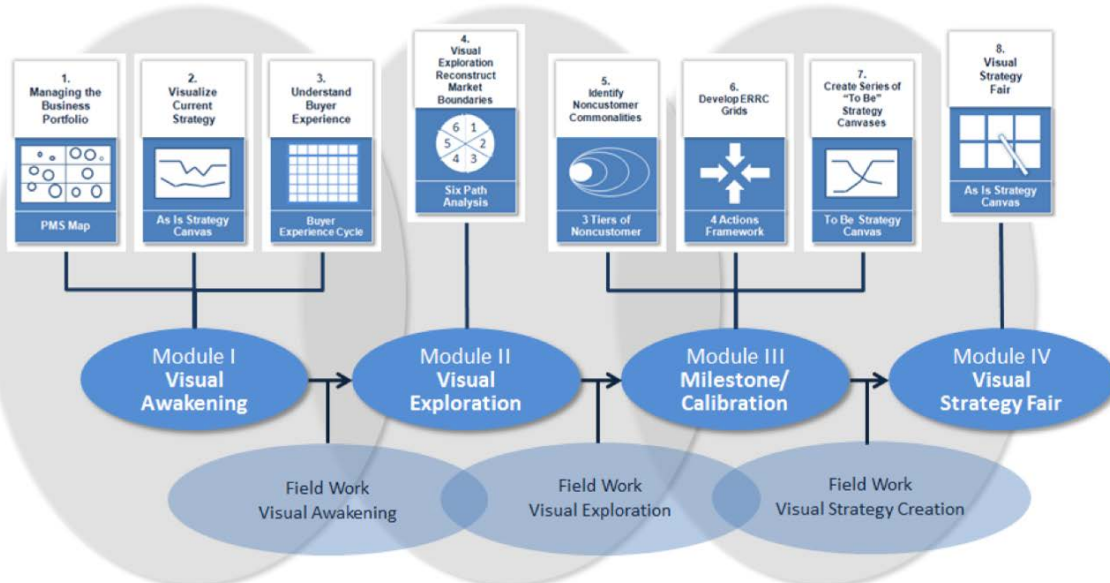 1.
Managing the
Business
Portfolio
PMS Map
2.
Visualize
Current
Strategy
As Is Strategy
Canvas
3.
Understand
Buyer
Experience
Buyer
Experience Cycle
4.
Visual
Exploration
Reconstruct
Market
Boundaries
6 1
5 2
4 3
Six Path
Analysis
5.
Identify
Noncustomer
Commonalities
3 Tiers of
Noncustomer
6.
Develop ERRC
Grids
4 Actions
Framework
7.
Create Series of
"To Be"
Strategy
Canvases
To Be Strategy
Canvas
8.
Visual
Strategy
Fair
As Is Strategy
Canvas
Module I
Visual
Awakening
Module II
Visual
Exploration
Module III
Milestone/
Calibration
Module IV
Visual
Strategy Fair
Field Work
Visual Awakening
Field Work
Visual Exploration
Field Work
Visual Strategy Creation